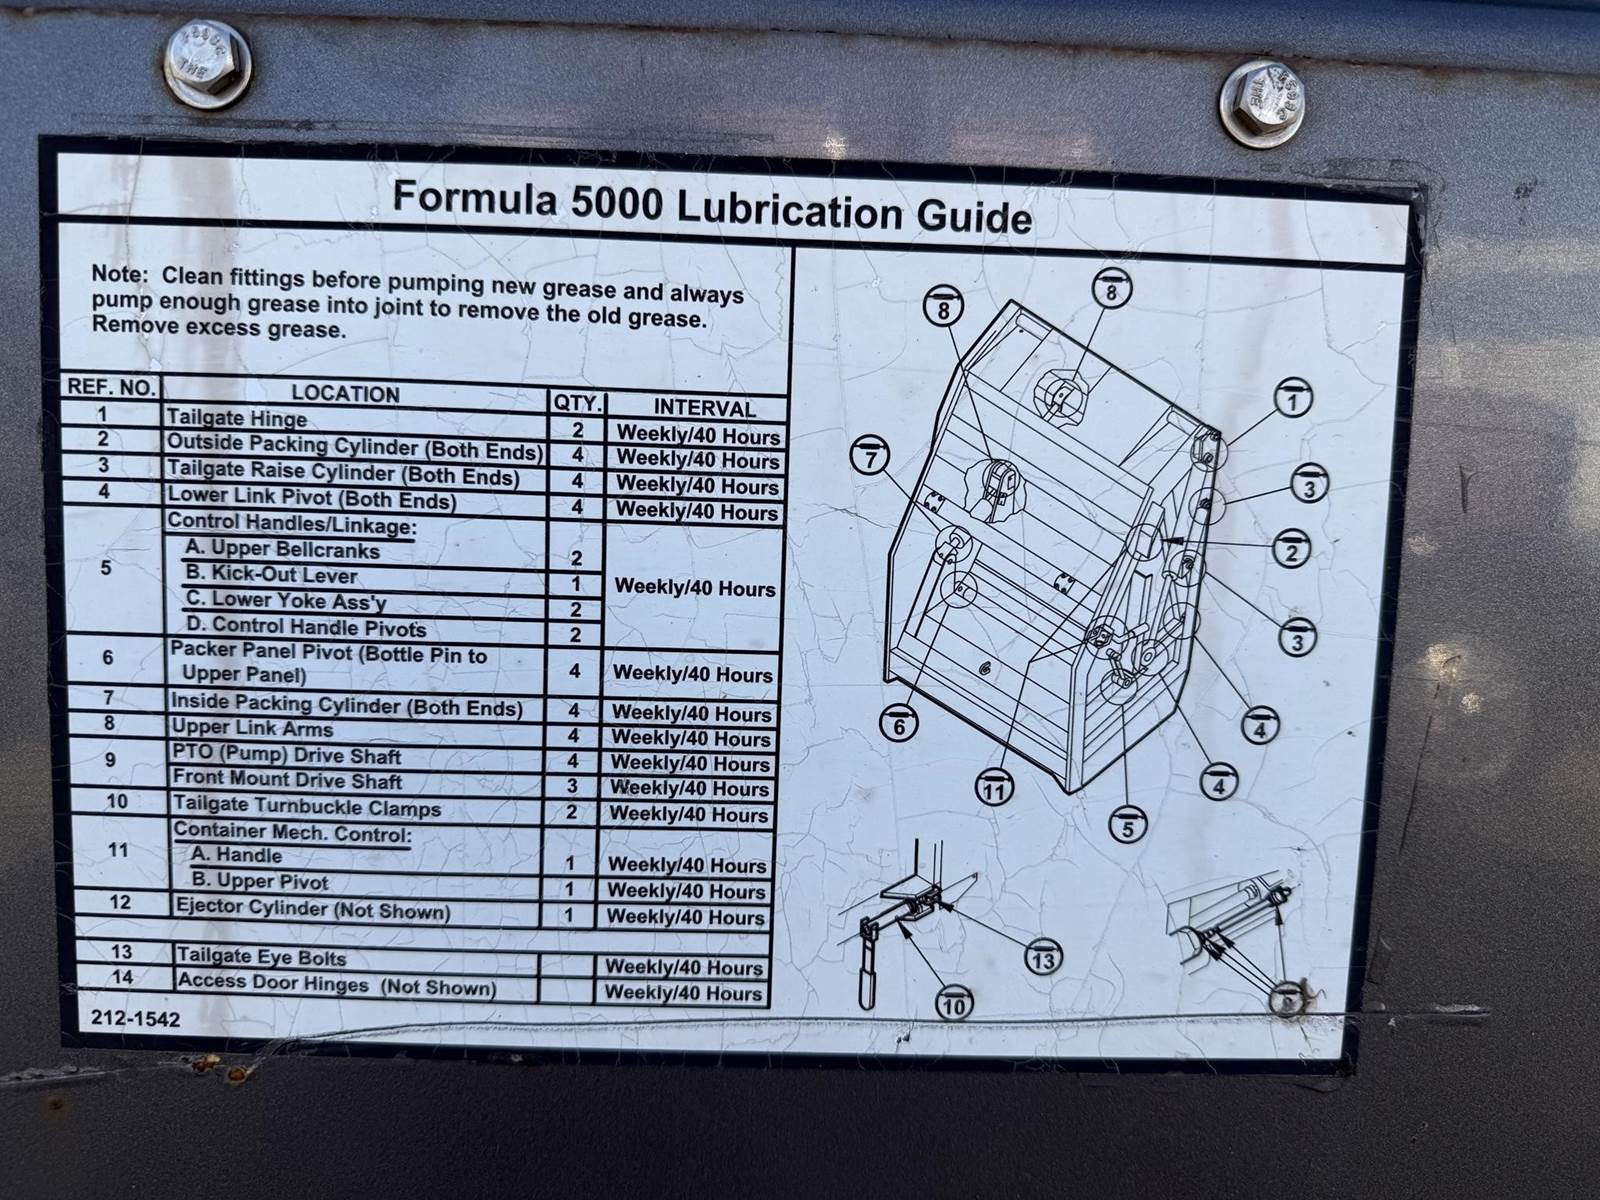 Formula 5000 Lubrication Guide
Note: Clean fittings before pumping new grease and always
pump enough grease into joint to remove the old grease.
Remove excess grease.
REF. NO. LOCATION QTY. INTERVAL
1 Tailgate Hinge 2 Weekly/40 Hours
2 Outside Packing Cylinder (Both Ends) 4 Weekly/40 Hours
3 Tailgate Raise Cylinder (Both Ends) 4 Weekly/40 Hours
4 Lower Link Pivot (Both Ends) 4 Weekly/40 Hours
5 Control Handles/Linkage: Weekly/40 Hours
A. Upper Bellcranks 2
B. Kick-Out Lever 1
C. Lower Yoke Ass'y 2
D. Control Handle Pivots 2
6 Packer Panel Pivot (Bottle Pin to
Upper Panel) 4 Weekly/40 Hours
7 Inside Packing Cylinder (Both Ends) 4 Weekly/40 Hours
8 Upper Link Arms 4 Weekly/40 Hours
9 PTO (Pump) Drive Shaft 4 Weekly/40 Hours
Front Mount Drive Shaft 3 Weekly/40 Hours
10 Tailgate Turnbuckle Clamps 2 Weekly/40 Hours
11 Container Mech. Control:
A. Handle 1 Weekly/40 Hours
B. Upper Pivot 1 Weekly/40 Hours
12 Ejector Cylinder (Not Shown) 1 Weekly/40 Hours
13 Tailgate Eye Bolts Weekly/40 Hours
14 Access Door Hinges (Not Shown) Weekly/40 Hours
212-1542
8
8
1
7
3
2
3
6
4
11
4
5
13
10
THE
THE